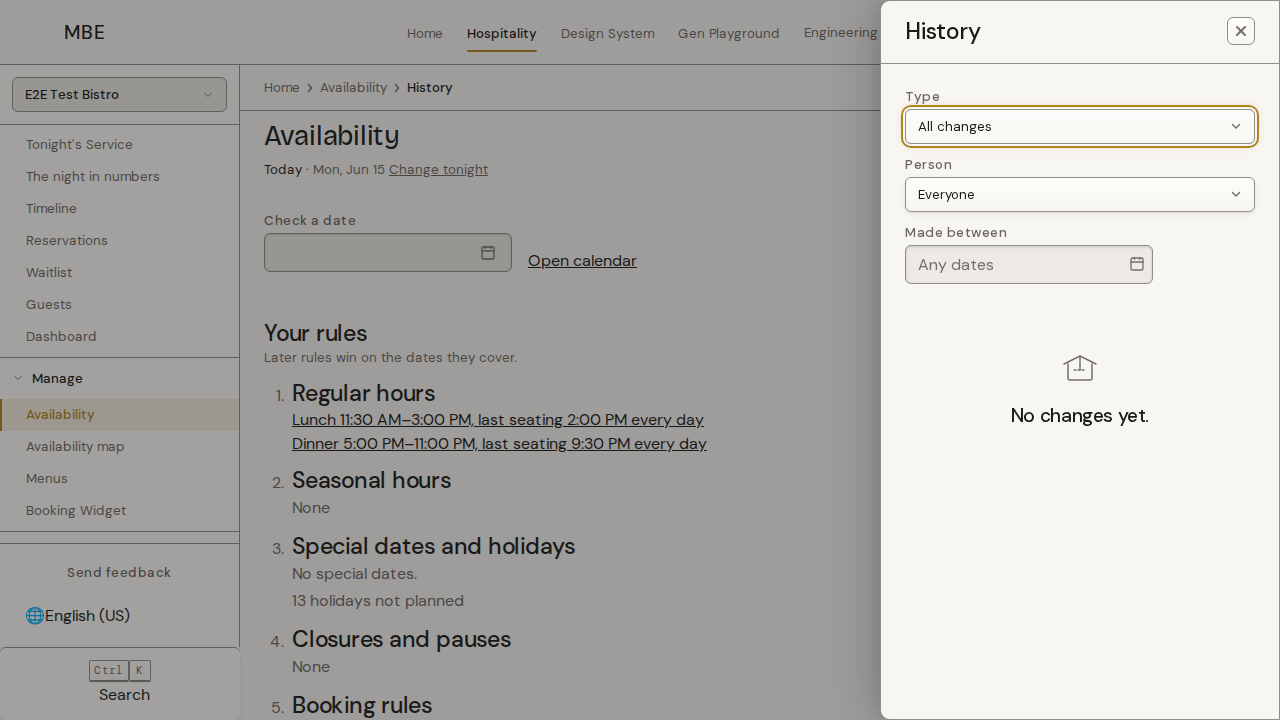 MBE
Home
Hospitality
Design System
Gen Playground
Engineering
E2E Test Bistro
Tonight's Service
The night in numbers
Timeline
Reservations
Waitlist
Guests
Dashboard
Manage
Availability
Availability map
Menus
Booking Widget
Send feedback
🌐English (US)
Ctrl K
Search
Home > Availability > History
Availability
Today · Mon, Jun 15 Change tonight
Check a date
Open calendar
Your rules
Later rules win on the dates they cover.
1. Regular hours
Lunch 11:30 AM–3:00 PM, last seating 2:00 PM every day
Dinner 5:00 PM–11:00 PM, last seating 9:30 PM every day
2. Seasonal hours
None
3. Special dates and holidays
No special dates.
13 holidays not planned
4. Closures and pauses
None
5. Booking rules
History
Type
All changes
Person
Everyone
Made between
Any dates
No changes yet.